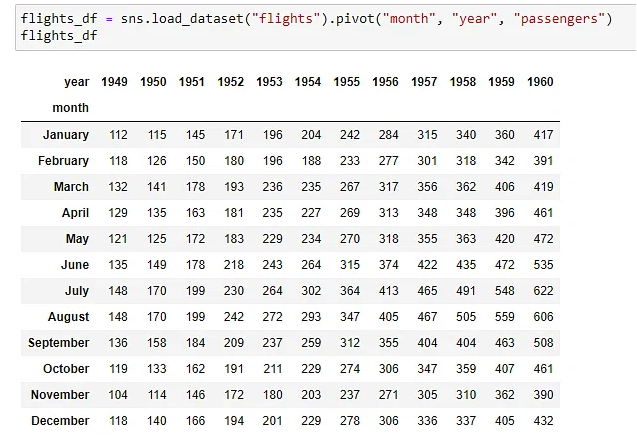 flights_df = sns.load_dataset("flights").pivot("month", "year", "passengers")
flights_df
year 1949 1950 1951 1952 1953 1954 1955 1956 1957 1958 1959 1960
month
January 112 115 145 171 196 204 242 284 315 340 360 417
February 118 126 150 180 196 188 233 277 301 318 342 391
March 132 141 178 193 236 235 267 317 356 362 406 419
April 129 135 163 181 235 227 269 313 348 348 396 461
May 121 125 172 183 229 234 270 318 355 363 420 472
June 135 149 178 218 243 264 315 374 422 435 472 535
July 148 170 199 230 264 302 364 413 465 491 548 622
August 148 170 199 242 272 293 347 405 467 505 559 606
September 136 158 184 209 237 259 312 355 404 404 463 508
October 119 133 162 191 211 229 274 306 347 359 407 461
November 104 114 146 172 180 203 237 271 305 310 362 390
December 118 140 166 194 201 229 278 306 336 337 405 432